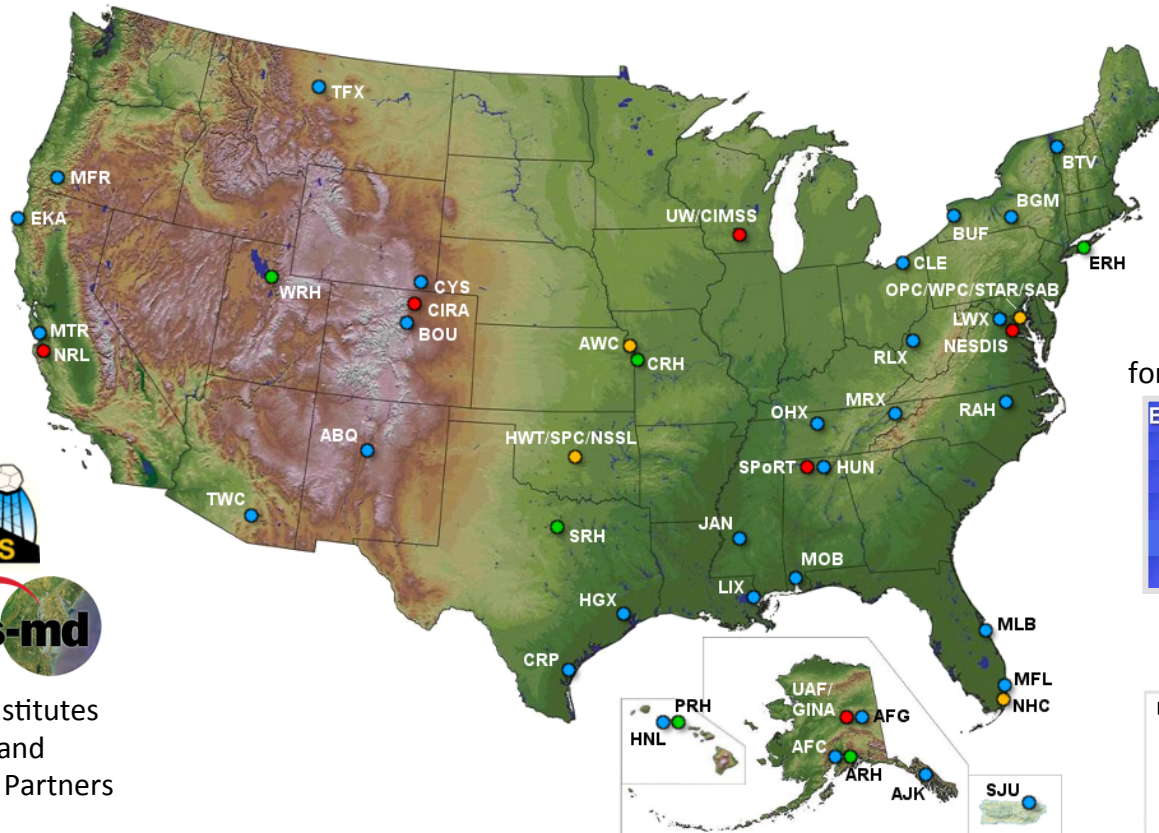 TFX
BTV
MFR
BGM
UW/CIMSS
EKA
BUF
ERH
CLE
WRH
CYS
OPC/WPC/STAR/SAB
CIRA
LWX
MTR
BOU
AWC
NESDIS
NRL
CRH
RLX
for
MRX
RAH
OHX
E
ABQ
HWT/SPC/NSSL
SPoRT
HUN
TWC
JAN
SRH
S
MOB
LIX
HGX
s-md
MLB
CRP
MFL
UAF/
GINA
NHC
stitutes
PRH
AFG
HNL
and
AFC
ARH
Partners
AJK
SJU